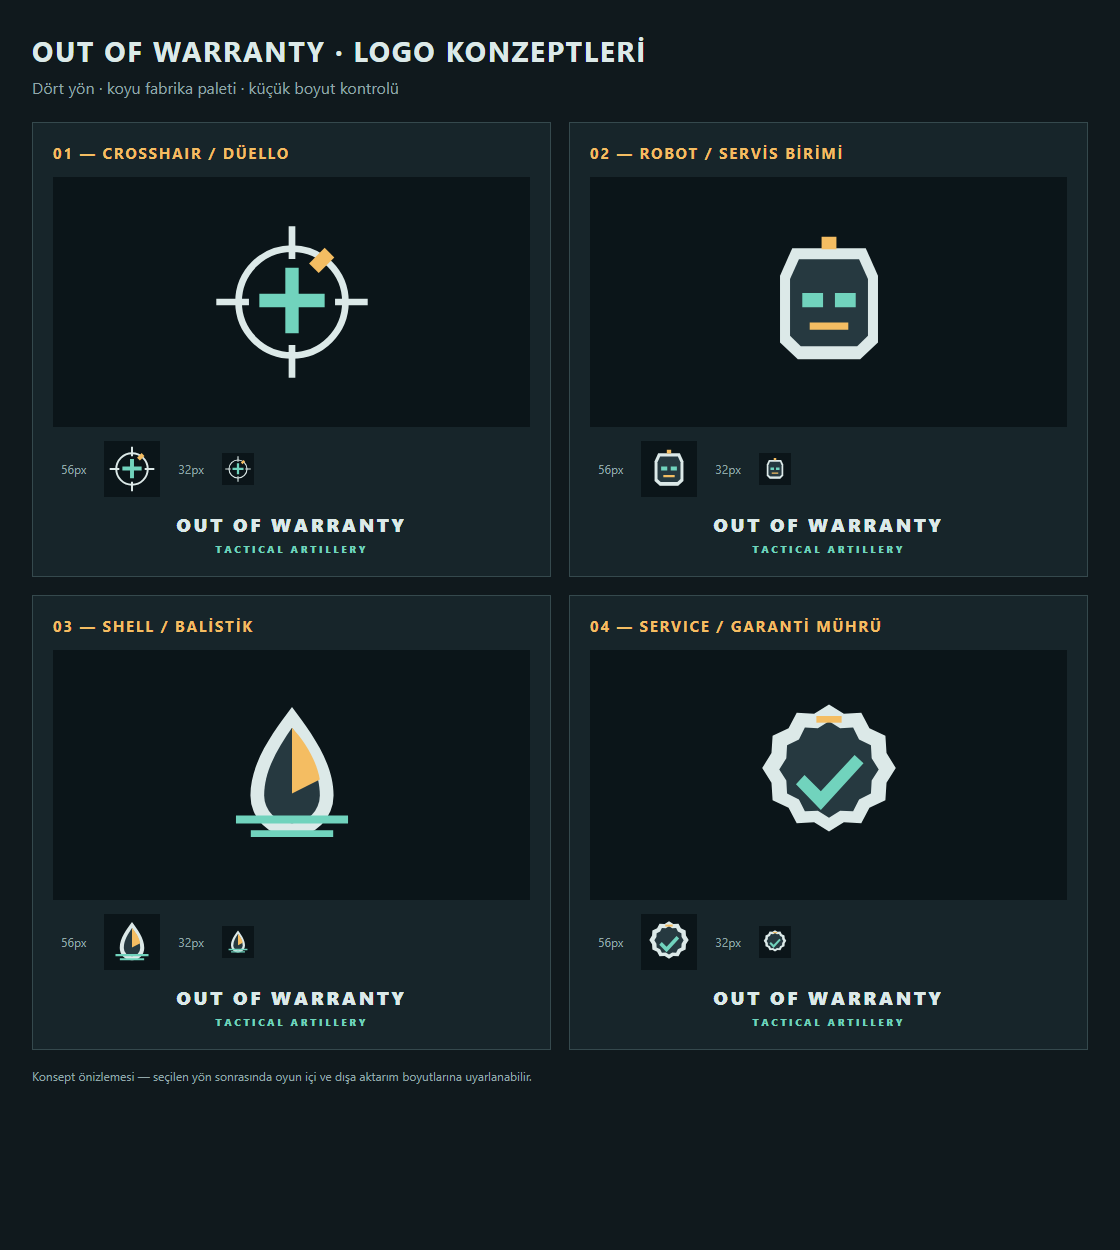 OUT OF WARRANTY · LOGO KONZEPTLERİ
Dört yön · koyu fabrika paleti · küçük boyut kontrolü
01 — CROSSHAIR / DÜELLO
56px
32px
OUT OF WARRANTY
TACTICAL ARTILLERY
02 — ROBOT / SERVİS BİRİMİ
56px
32px
OUT OF WARRANTY
TACTICAL ARTILLERY
03 — SHELL / BALİSTİK
56px
32px
OUT OF WARRANTY
TACTICAL ARTILLERY
04 — SERVICE / GARANTİ MÜHRÜ
56px
32px
OUT OF WARRANTY
TACTICAL ARTILLERY
Konsept önizlemesi — seçilen yön sonrasında oyun içi ve dışa aktarım boyutlarına uyarlanabilir.